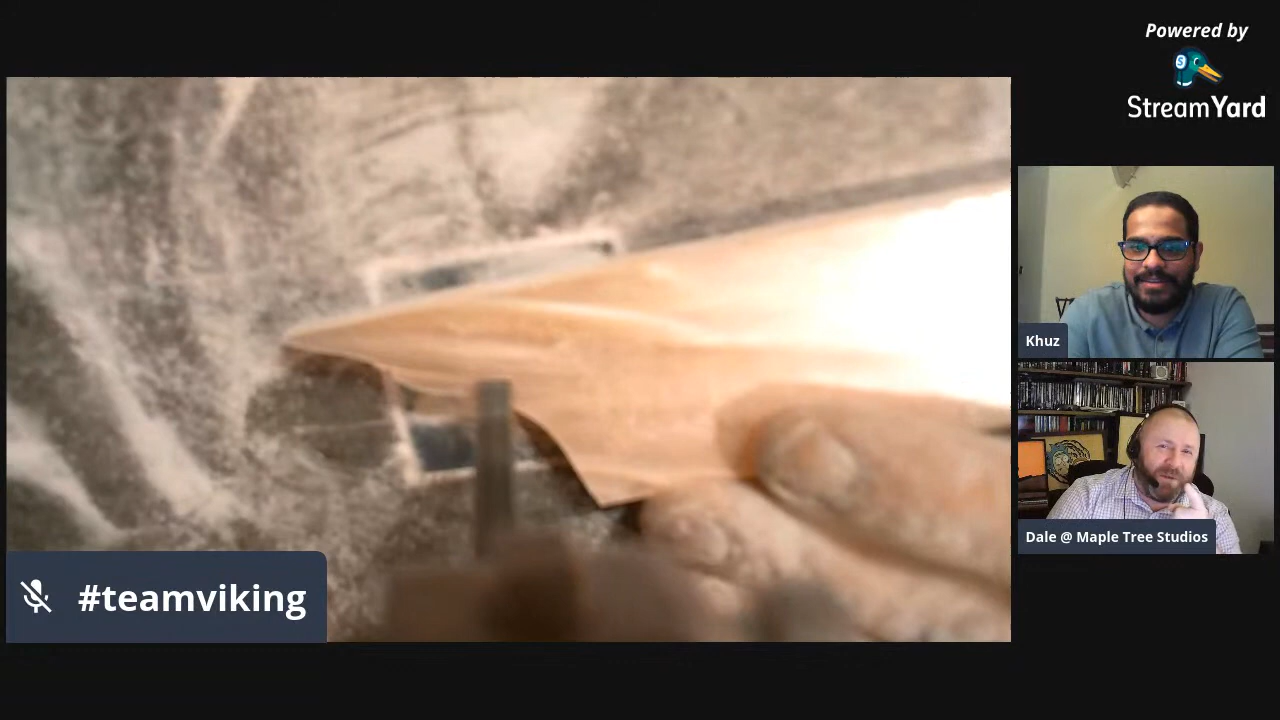 Powered by
StreamYard
Khuz
Dale @ Maple Tree Studios
#teamviking